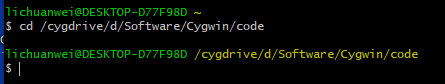 lichuanwei@DESKTOP-D77F98D ~
$ cd /cygdrive/d/Software/Cygwin/code
lichuanwei@DESKTOP-D77F98D /cygdrive/d/Software/Cygwin/code
$